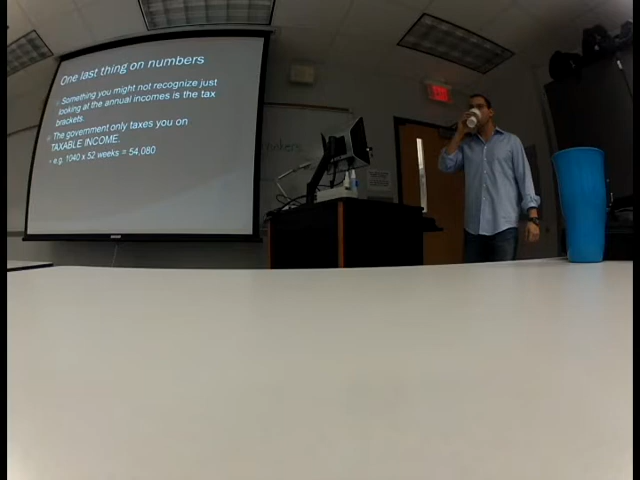 One last thing on numbers
Something you might not recognize just
looking at the annual incomes is the tax
brackets.
The government only taxes you on
TAXABLE INCOME.
e.g. 1040 x 52 weeks = 54,080
EXIT